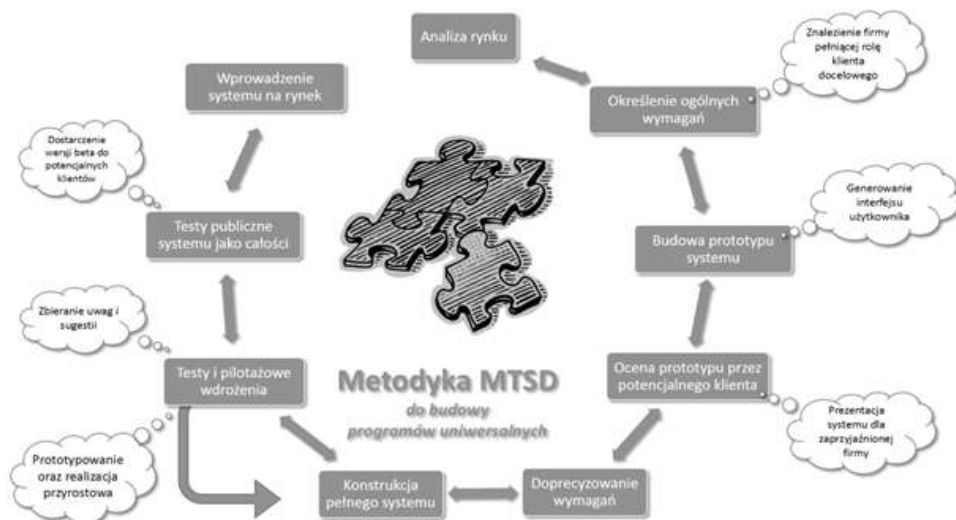 Analiza rynku
Znalezienie firmy
pełniącej rolę
klienta
docelowego
Określenie ogólnych
wymagań
Generowanie
interfejsu
użytkownika
Budowa prototypu
systemu
Ocena prototypu przez
potencjalnego klienta
Prezentacja
systemu dla
zaprzyjaźnionej
firmy
Doprecyzowanie
wymagań
Konstrukcja
pełnego systemu
Testy i pilotażowe
wdrożenia
Prototypowanie
oraz realizacja
przyrostowa
Zbieranie uwag i
sugestii
Testy publiczne
systemu jako całości
Dostarczenie
wersji beta do
potencjalnych
klientów
Wprowadzenie
systemu na rynek
Metodyka MTSD
do budowy
programów uniwersalnych